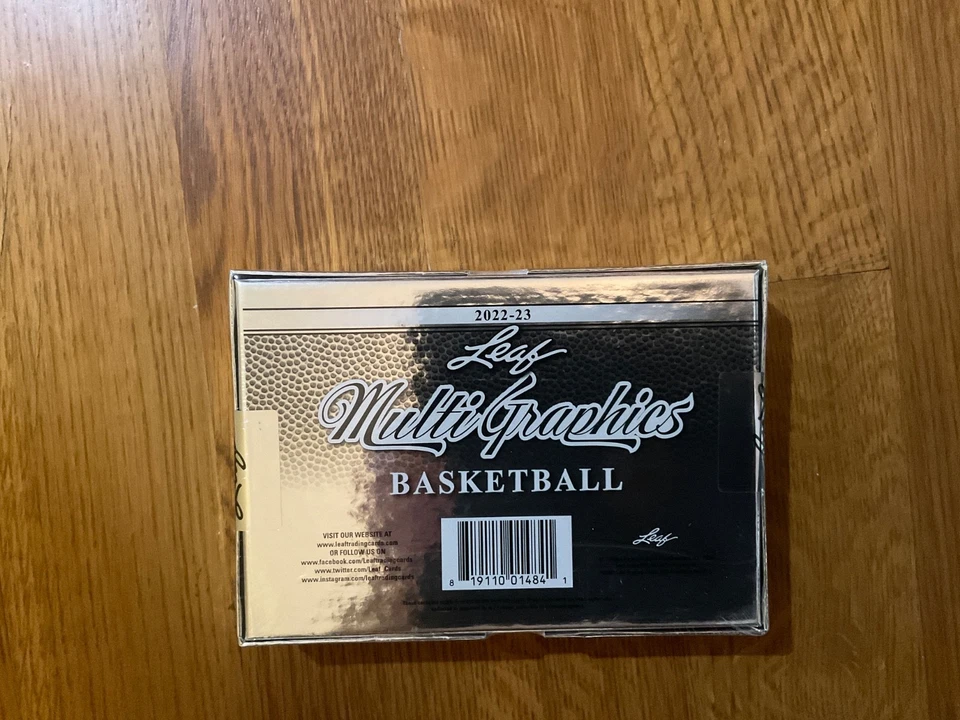 2022-23
Leaf
MultiGraphics
BASKETBALL
VISIT OUR WEBSITE AT
www.leaftradingcards.com
OR FOLLOW US ON
www.facebook.com/Leaftradingcards
www.twitter.com/Leaf_Cards
www.instagram.com/leaftradingcards
8 19110 01484 1
Leaf